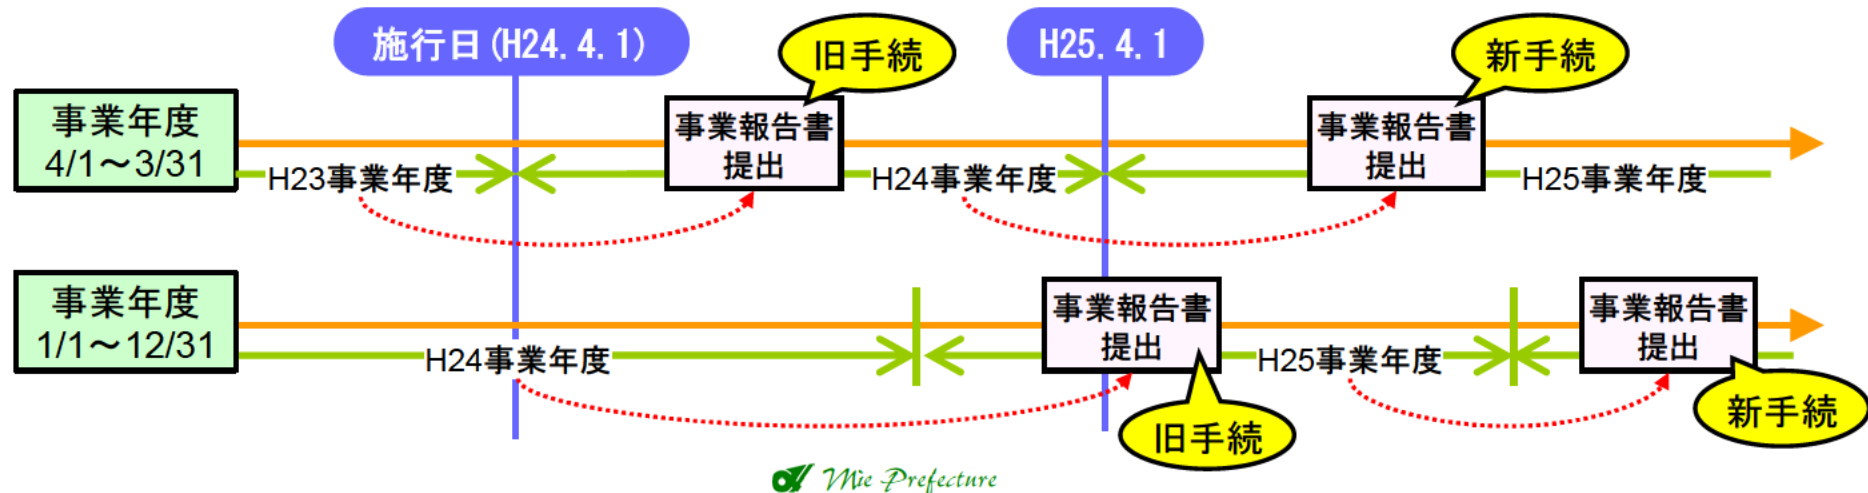 施行日(H24.4.1)
旧手続
H25.4.1
新手続
事業年度
4/1～3/31
事業報告書
提出
事業報告書
提出
H23事業年度
H24事業年度
H25事業年度
事業年度
1/1～12/31
事業報告書
提出
事業報告書
提出
H24事業年度
H25事業年度
旧手続
新手続
Mie Prefecture